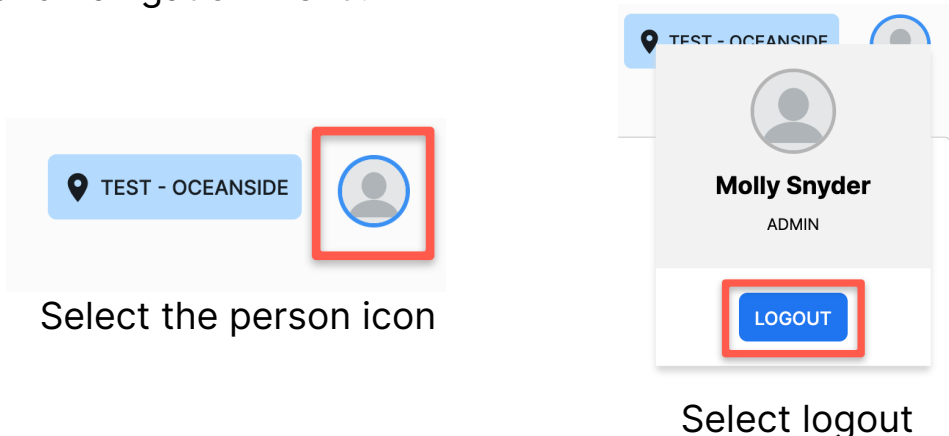 TEST - OCEANSIDE
Select the person icon
TEST - OCEANSIDE
Molly Snyder
ADMIN
LOGOUT
Select logout